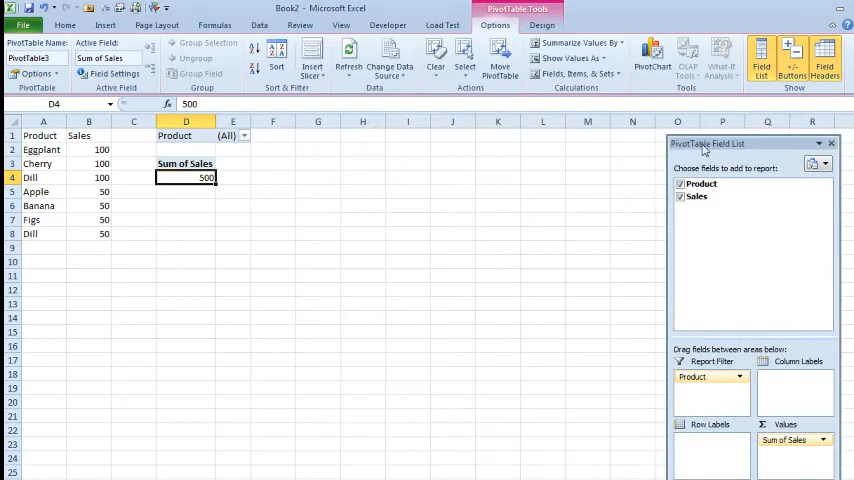 Book2 - Microsoft Excel
PivotTable Tools
File Home Insert Page Layout Formulas Data Review View Developer Load Test Options Design
PivotTable Name: Active Field:
PivotTable3 Sum of Sales
Options Field Settings
PivotTable Active Field
Group Selection
Ungroup
Group Field
Group
Sort
Insert
Slicer
Sort & Filter
Refresh Change Data
Source
Data
Clear Select Move
PivotTable
Actions
Summarize Values By
Show Values As
Fields, Items, & Sets
Calculations
PivotChart OLAP
Tools
What-If
Analysis
Tools
Field
List
+/-
Buttons
Field
Headers
Show
D4 fx 500
A B C D E F G H I J K L M N O P Q R
1 Product Sales Product (All)
2 Eggplant 100
3 Cherry 100 Sum of Sales
4 Dill 100 500
5 Apple 50
6 Banana 50
7 Figs 50
8 Dill 50
9
10
11
12
13
14
15
16
17
18
19
20
21
22
23
24
25
PivotTable Field List
Choose fields to add to report:
Product
Sales
Drag fields between areas below:
Report Filter Column Labels
Product
Row Labels Σ Values
Sum of Sales